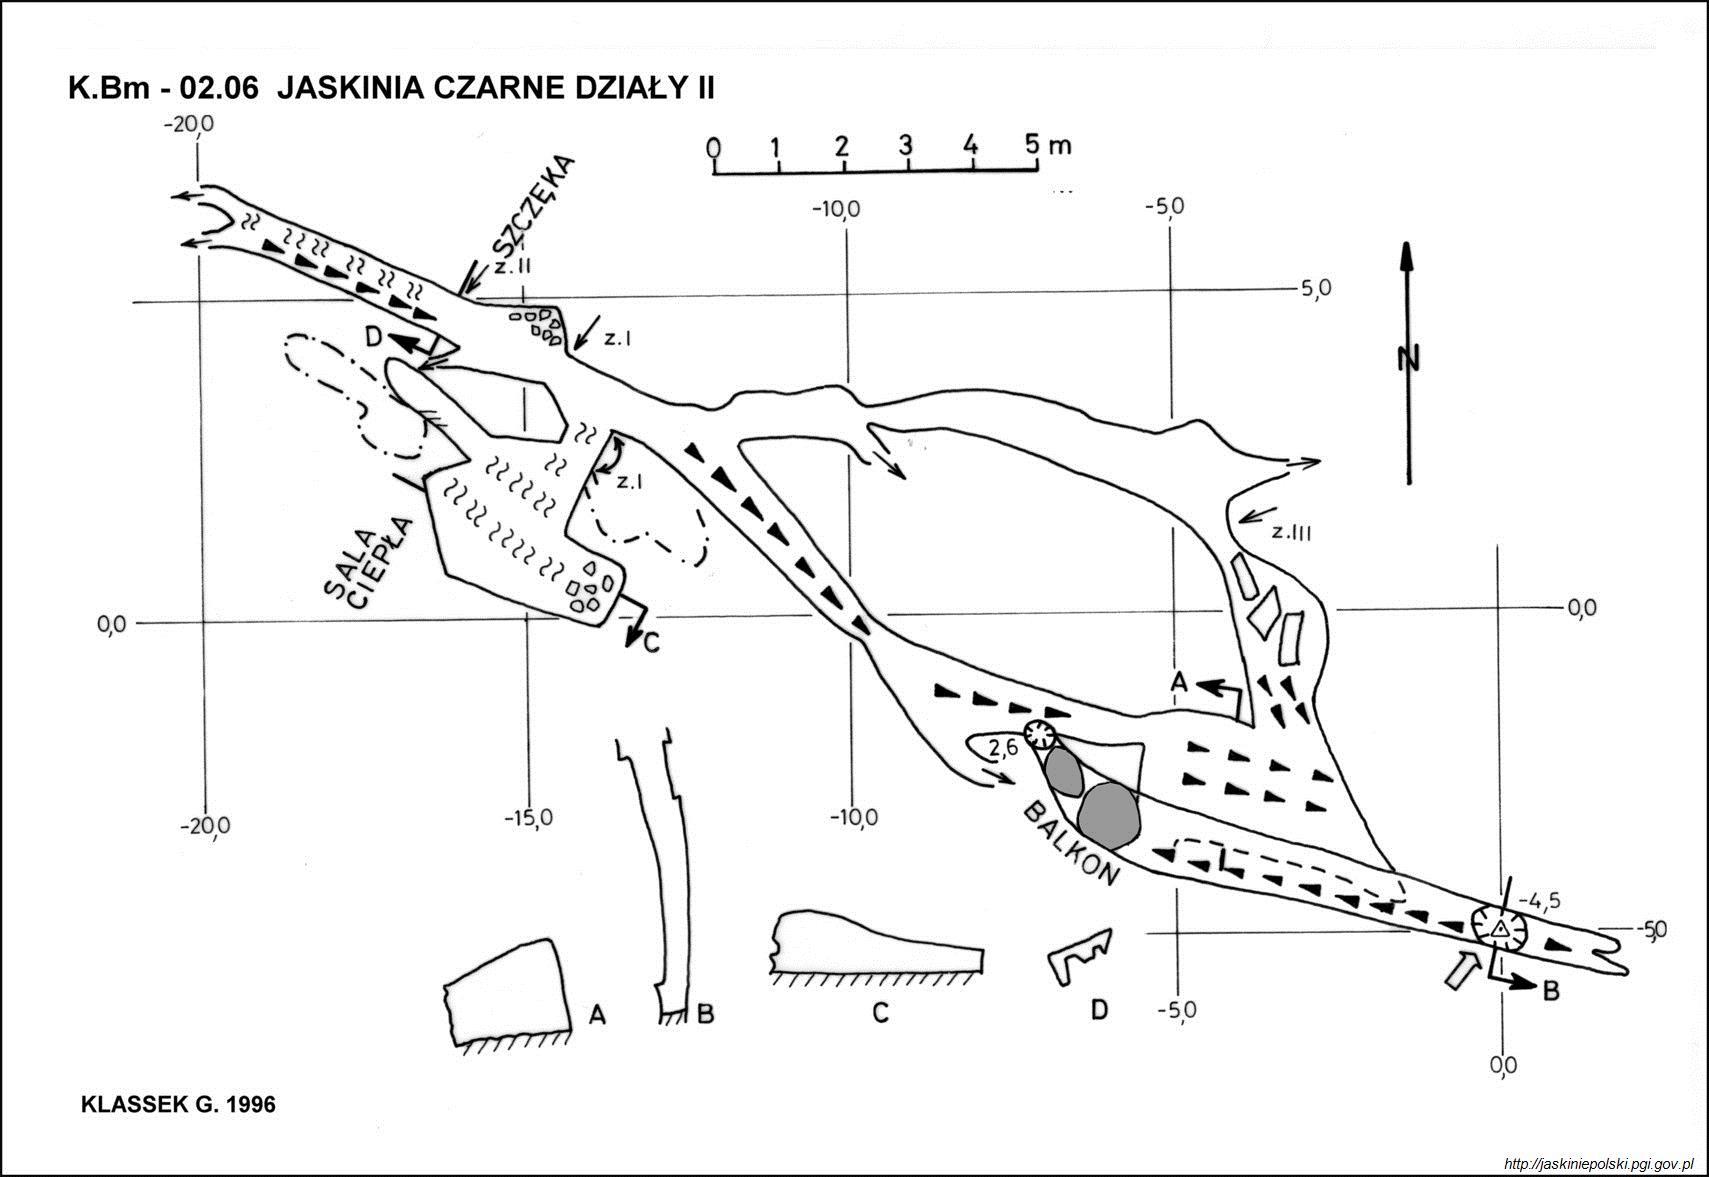 K.Bm - 02.06 JASKINIA CZARNE DZIAŁY II
-20,0
0 1 2 3 4 5 m
SZCZĘKA
-10,0
-5,0
z.II
5,0
z.I
D
N
z.I
z.III
SALA
CIEPŁA
0,0
0,0
C
A
2,6
-20,0
-15,0
-10,0
BALKON
-4,5
-5,0
B
A
B
C
D
-5,0
0,0
KLASSEK G. 1996
http://jaskiniepolski.pgi.gov.pl